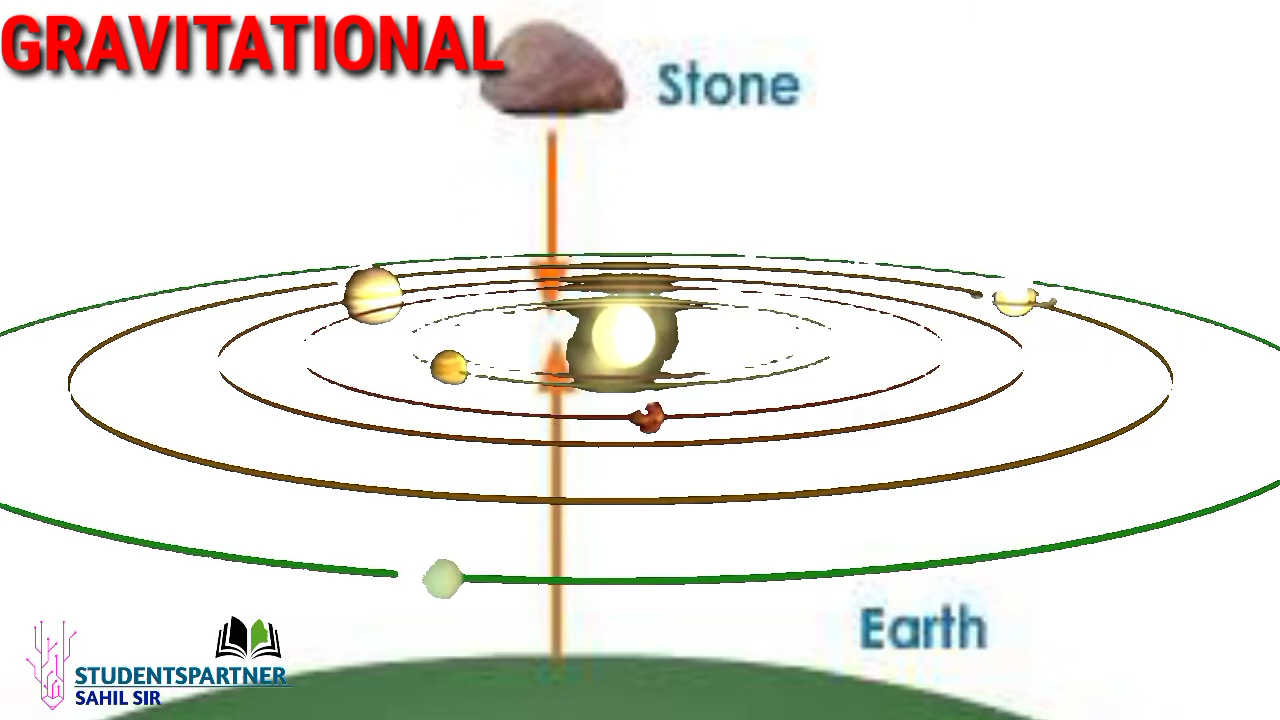 GRAVITATIONAL
Stone
Earth
STUDENTSPARTNER
SAHIL SIR